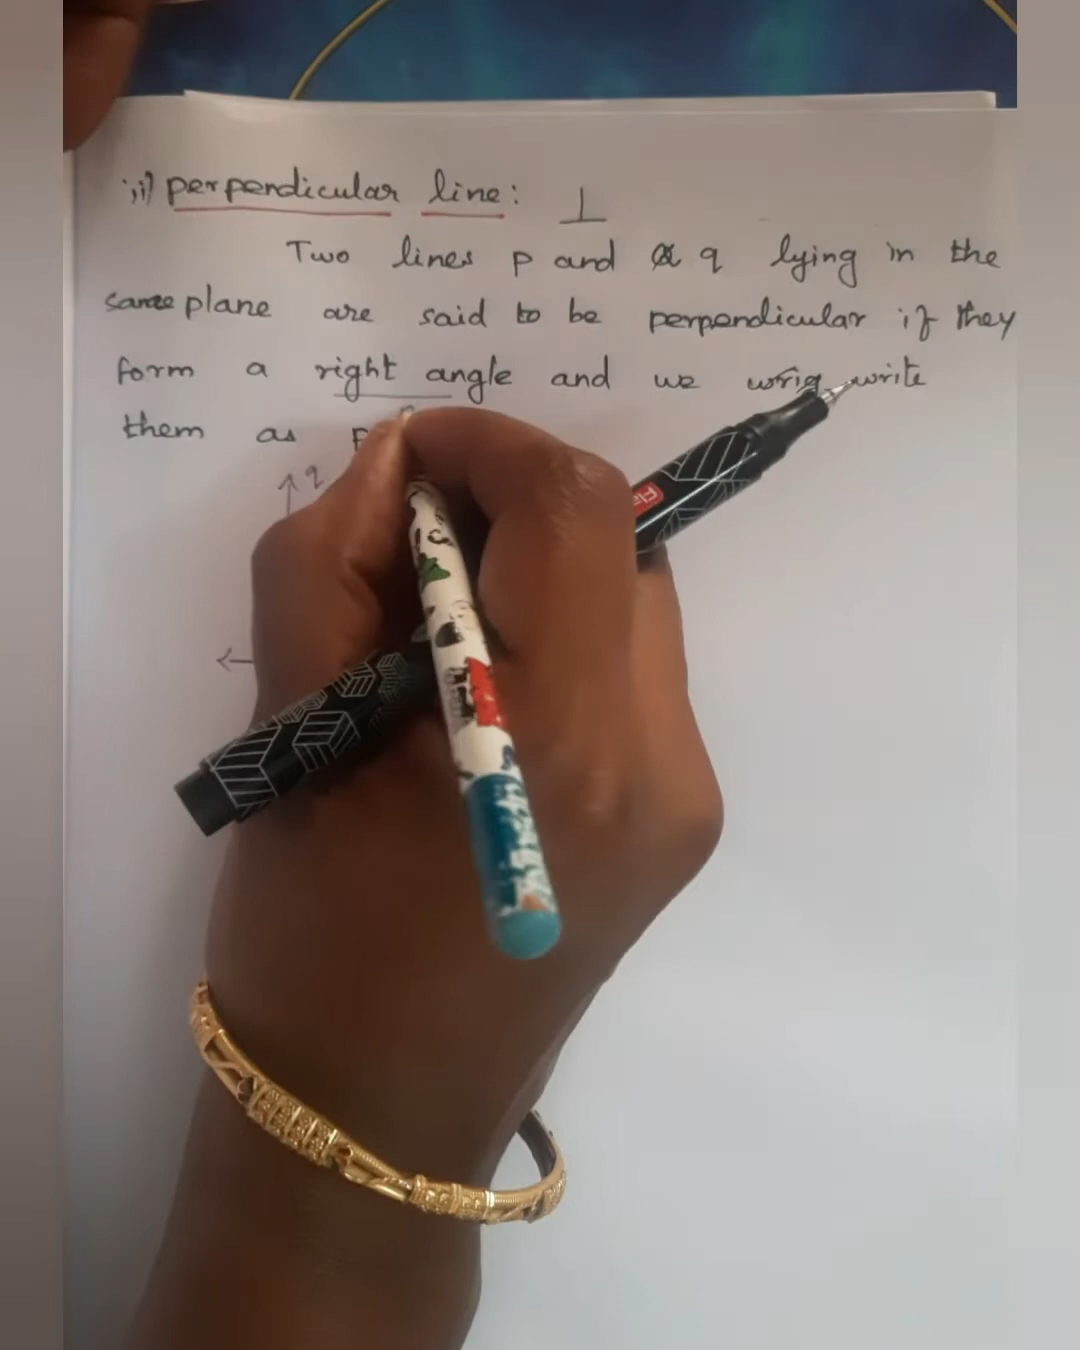 ii) perpendicular line: ⊥
Two lines p and q lying in the
same plane are said to be perpendicular if they
form a right angle and we write
them as p
q